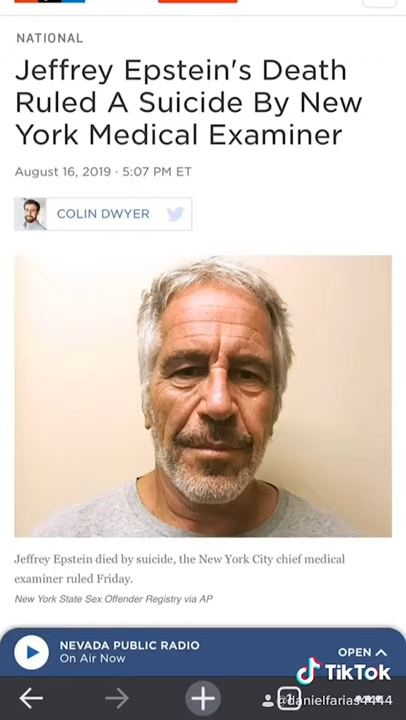 NATIONAL
Jeffrey Epstein's Death
Ruled A Suicide By New
York Medical Examiner
August 16, 2019 · 5:07 PM ET
COLIN DWYER
Jeffrey Epstein died by suicide, the New York City chief medical
examiner ruled Friday.
New York State Sex Offender Registry via AP
NEVADA PUBLIC RADIO
On Air Now
OPEN
TikTok
@danielfarias4444